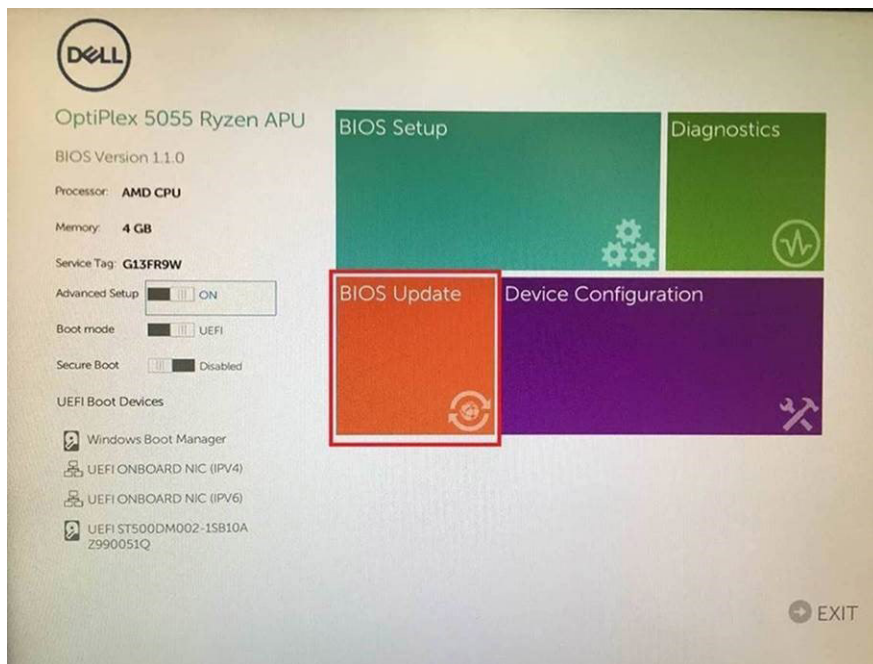 DELL
OptiPlex 5055 Ryzen APU
BIOS Version 1.1.0
Processor: AMD CPU
Memory: 4 GB
Service Tag: G13FR9W
Advanced Setup ON
Boot mode UEFI
Secure Boot Disabled
UEFI Boot Devices
Windows Boot Manager
UEFI ONBOARD NIC (IPV4)
UEFI ONBOARD NIC (IPV6)
UEFI ST500DM002-1SB10A
Z990051Q
BIOS Setup
Diagnostics
BIOS Update
Device Configuration
EXIT